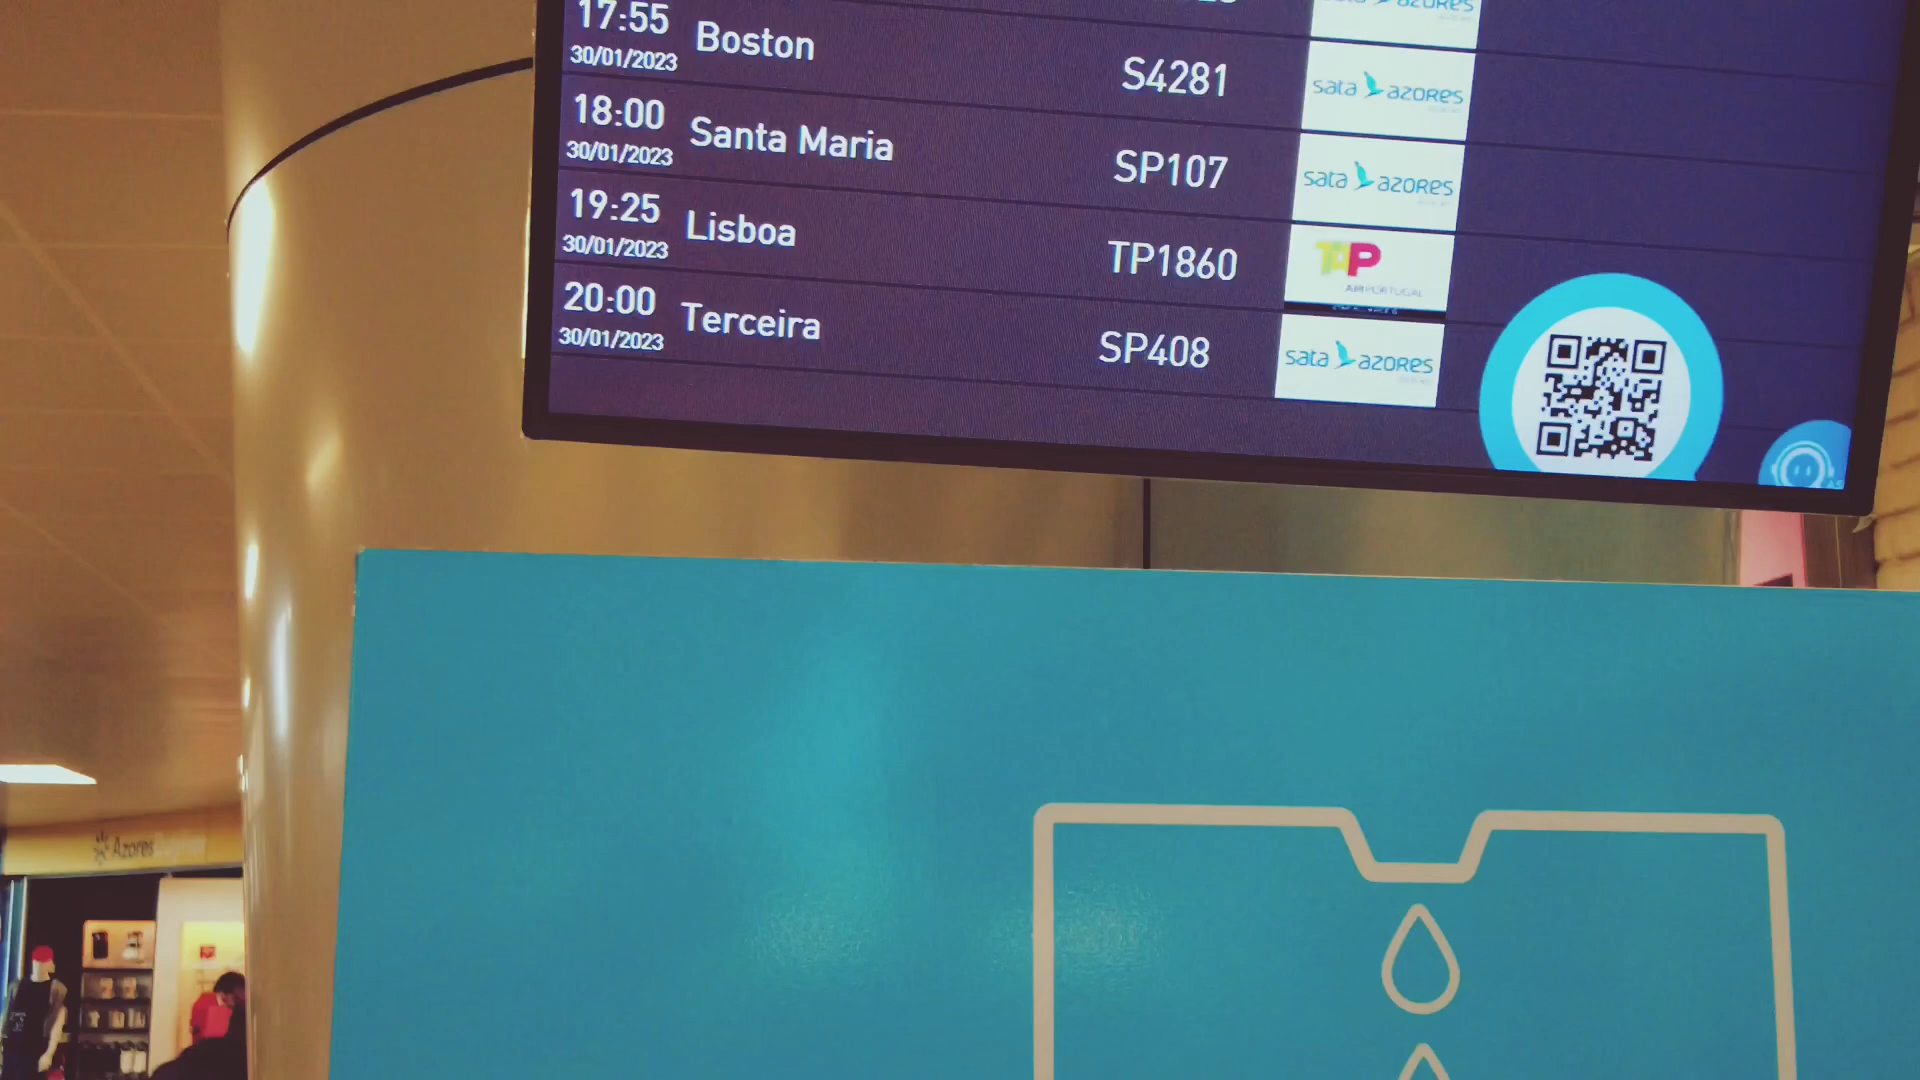 17:55 Boston S4281 sata azores
30/01/2023
18:00 Santa Maria SP107 sata azores
30/01/2023
19:25 Lisboa TP1860 TAP AIR PORTUGAL
30/01/2023
20:00 Terceira SP408 sata azores
30/01/2023
Azores